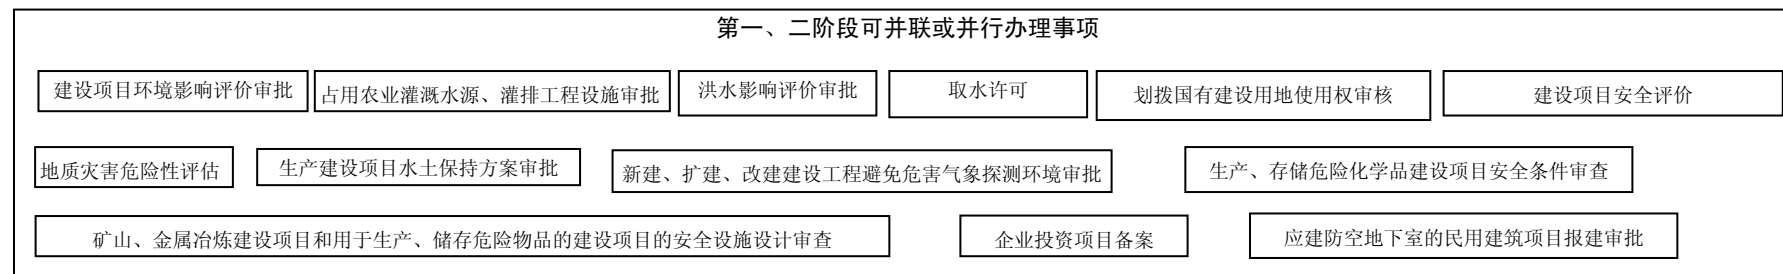 第一、二阶段可并联或并行办理事项
建设项目环境影响评价审批
占用农业灌溉水源、灌排工程设施审批
洪水影响评价审批
取水许可
划拨国有建设用地使用权审核
建设项目安全评价
地质灾害危险性评估
生产建设项目水土保持方案审批
新建、扩建、改建建设工程避免危害气象探测环境审批
生产、存储危险化学品建设项目安全条件审查
矿山、金属冶炼建设项目和用于生产、储存危险物品的建设项目的安全设施设计审查
企业投资项目备案
应建防空地下室的民用建筑项目报建审批